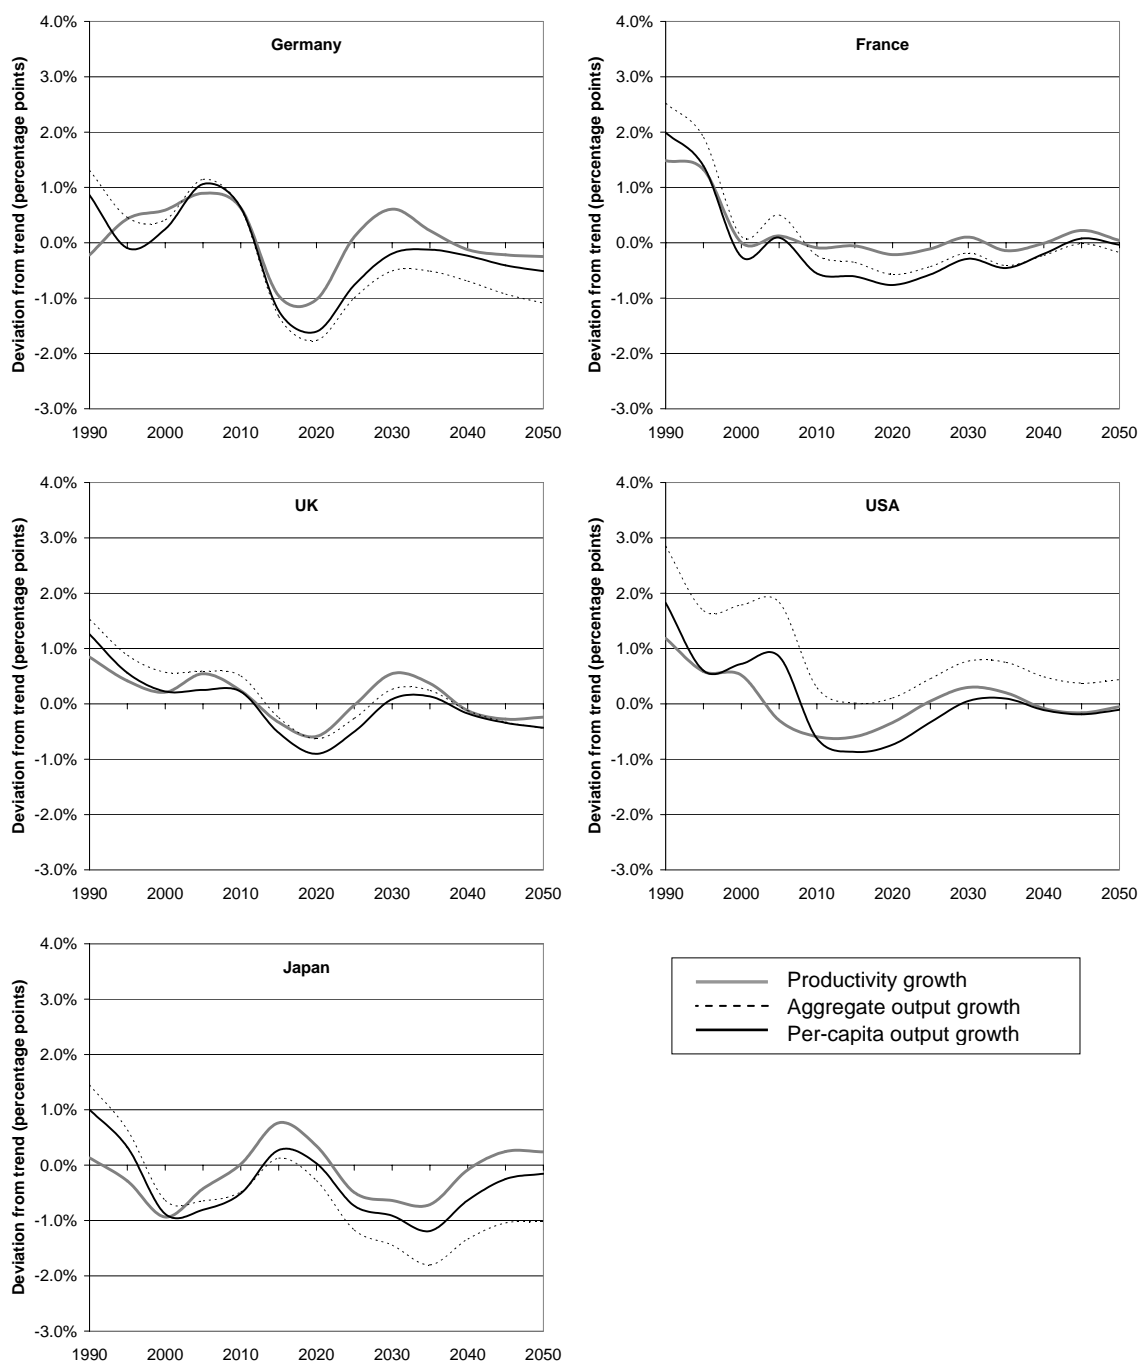 Germany
Deviation from trend (percentage points)
4.0%
3.0%
2.0%
1.0%
0.0%
-1.0%
-2.0%
-3.0%
1990 2000 2010 2020 2030 2040 2050
France
Deviation from trend (percentage points)
4.0%
3.0%
2.0%
1.0%
0.0%
-1.0%
-2.0%
-3.0%
1990 2000 2010 2020 2030 2040 2050
UK
Deviation from trend (percentage points)
4.0%
3.0%
2.0%
1.0%
0.0%
-1.0%
-2.0%
-3.0%
1990 2000 2010 2020 2030 2040 2050
USA
Deviation from trend (percentage points)
4.0%
3.0%
2.0%
1.0%
0.0%
-1.0%
-2.0%
-3.0%
1990 2000 2010 2020 2030 2040 2050
Japan
Deviation from trend (percentage points)
4.0%
3.0%
2.0%
1.0%
0.0%
-1.0%
-2.0%
-3.0%
1990 2000 2010 2020 2030 2040 2050
Productivity growth
Aggregate output growth
Per-capita output growth